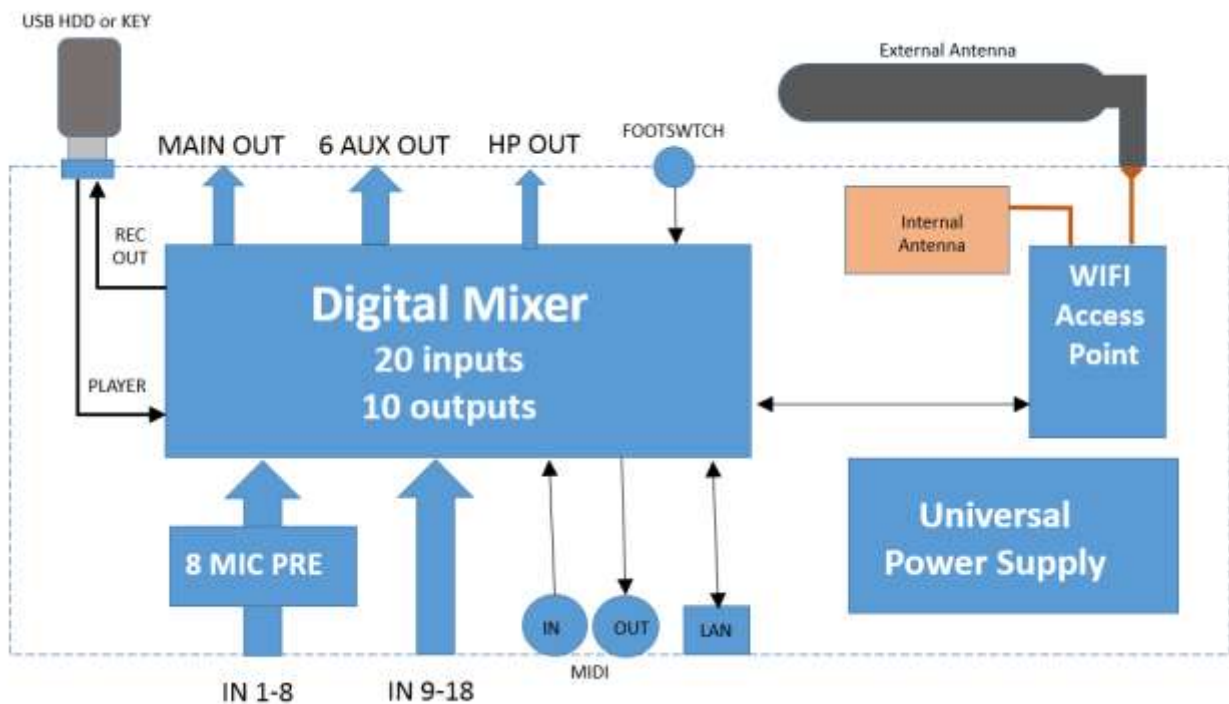 USB HDD or KEY
External Antenna
MAIN OUT
6 AUX OUT
HP OUT
FOOTSWTCH
REC
OUT
Internal
Antenna
Digital Mixer
20 inputs
10 outputs
WIFI
Access
Point
PLAYER
8 MIC PRE
Universal
Power Supply
IN
OUT
LAN
MIDI
IN 1-8
IN 9-18